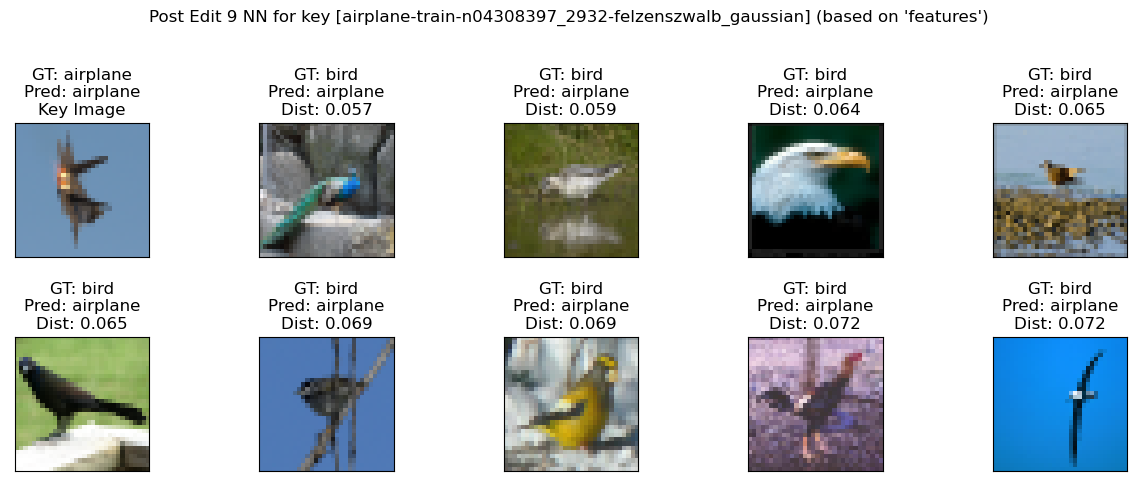 Post Edit 9 NN for key [airplane-train-n04308397_2932-felzenszwalb_gaussian] (based on 'features')
GT: airplane
Pred: airplane
Key Image
GT: bird
Pred: airplane
Dist: 0.057
GT: bird
Pred: airplane
Dist: 0.059
GT: bird
Pred: airplane
Dist: 0.064
GT: bird
Pred: airplane
Dist: 0.065
GT: bird
Pred: airplane
Dist: 0.065
GT: bird
Pred: airplane
Dist: 0.069
GT: bird
Pred: airplane
Dist: 0.069
GT: bird
Pred: airplane
Dist: 0.072
GT: bird
Pred: airplane
Dist: 0.072